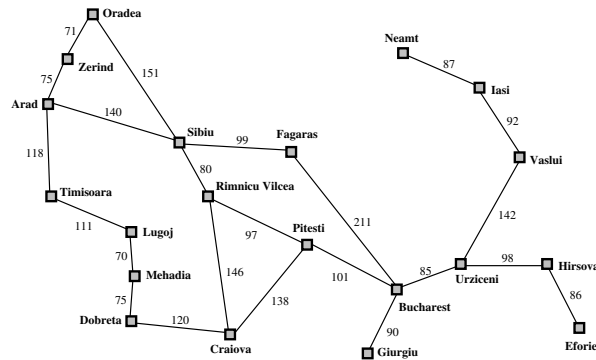 Oradea
71
Neamt
87
Zerind
151
75
Iasi
Arad
140
92
Sibiu
99
Fagaras
118
Vaslui
80
Timisoara
Rimnicu Vilcea
111
211
142
Lugoj
97
Pitesti
70
98
Hirsova
Mehadia
146
101
85
Urziceni
138
86
75
120
Bucharest
Dobreta
90
Craiova
Eforie
Giurgiu